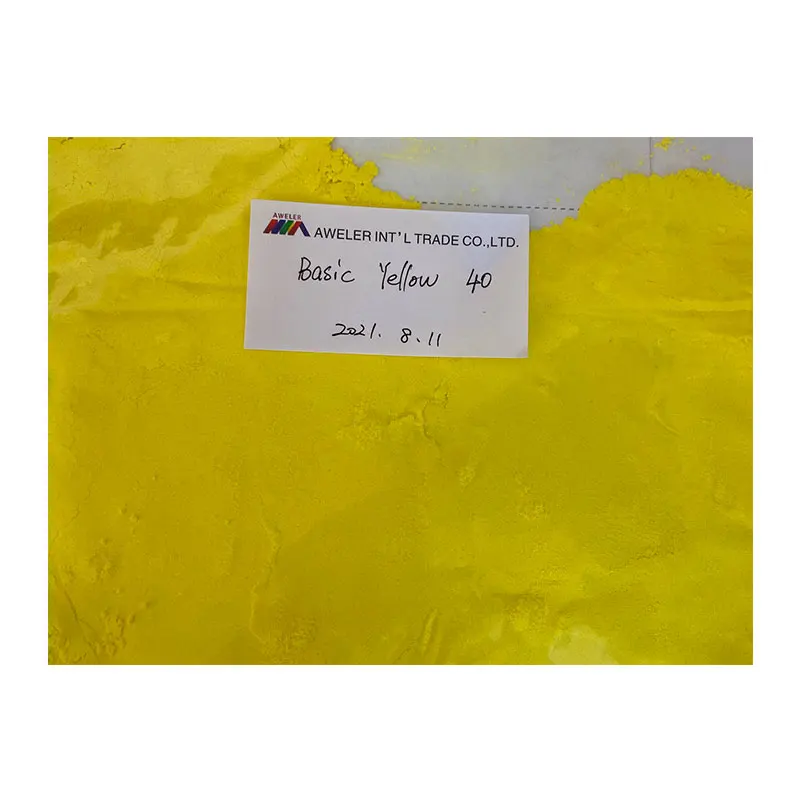 AWELER
AWELER INT'L TRADE CO.,LTD.
Basic Yellow 40
2021. 8. 11